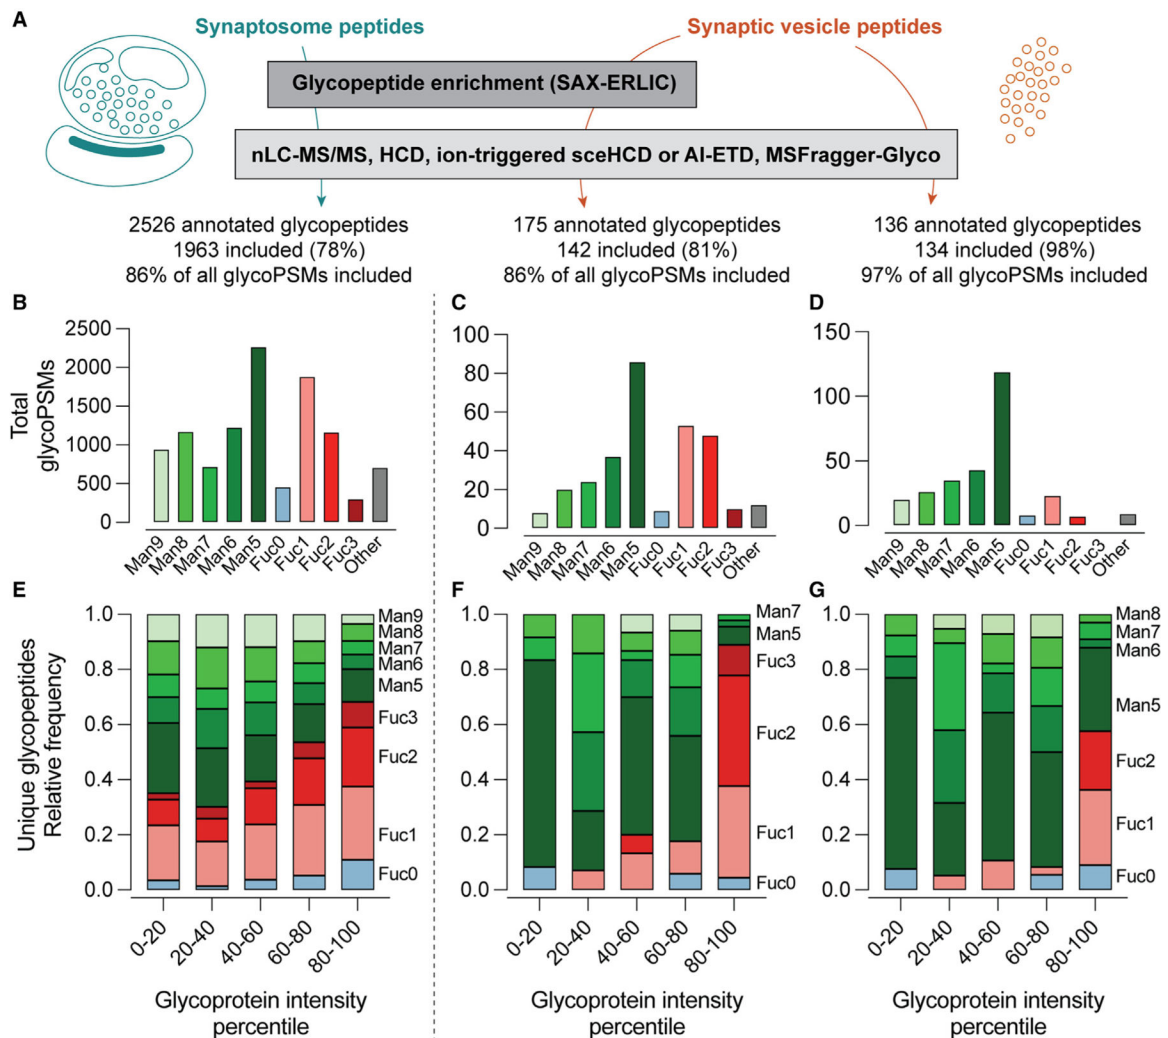 A
Synaptosome peptides
Synaptic vesicle peptides
Glycopeptide enrichment (SAX-ERLIC)
nLC-MS/MS, HCD, ion-triggered sceHCD or AI-ETD, MSFragger-Glyco
2526 annotated glycopeptides
1963 included (78%)
86% of all glycoPSMs included
175 annotated glycopeptides
142 included (81%)
86% of all glycoPSMs included
136 annotated glycopeptides
134 included (98%)
97% of all glycoPSMs included
B
Total
glycoPSMs
2500
2000
1500
1000
500
0
Man9
Man8
Man7
Man6
Man5
Fuc0
Fuc1
Fuc2
Fuc3
Other
C
100
80
60
40
20
0
Man9
Man8
Man7
Man6
Man5
Fuc0
Fuc1
Fuc2
Fuc3
Other
D
150
100
50
0
Man9
Man8
Man7
Man6
Man5
Fuc0
Fuc1
Fuc2
Fuc3
Other
E
Unique glycopeptides
Relative frequency
1.0
0.8
0.6
0.4
0.2
0.0
Man9
Man8
Man7
Man6
Man5
Fuc3
Fuc2
Fuc1
Fuc0
0-20
20-40
40-60
60-80
80-100
Glycoprotein intensity
percentile
F
1.0
0.8
0.6
0.4
0.2
0.0
Man7
Man5
Fuc3
Fuc2
Fuc1
Fuc0
0-20
20-40
40-60
60-80
80-100
Glycoprotein intensity
percentile
G
1.0
0.8
0.6
0.4
0.2
0.0
Man8
Man7
Man6
Man5
Fuc2
Fuc1
Fuc0
0-20
20-40
40-60
60-80
80-100
Glycoprotein intensity
percentile